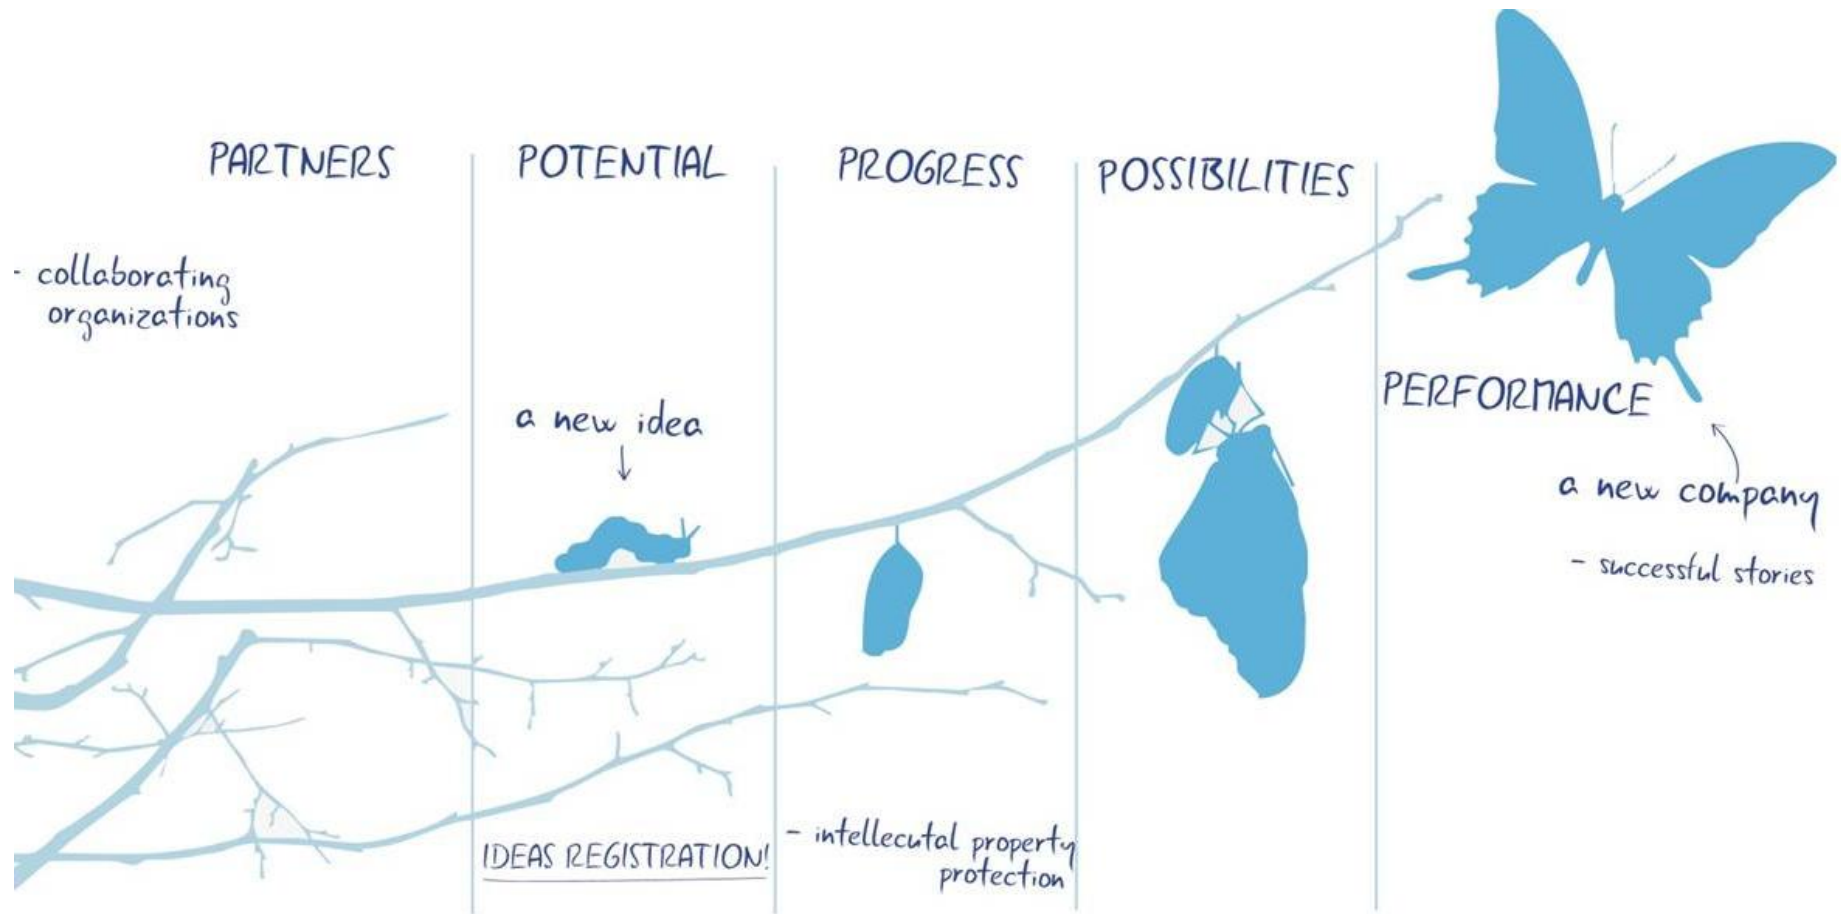 PARTNERS
- collaborating
organizations
POTENTIAL
a new idea
IDEAS REGISTRATION!
PROGRESS
- intellecutal property
protection
POSSIBILITIES
PERFORMANCE
a new company
- successful stories